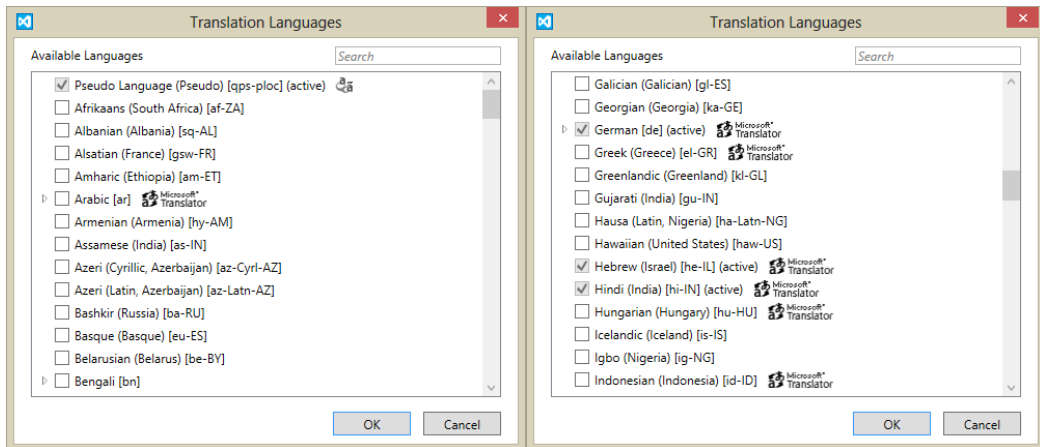 Translation Languages
Available Languages
Search
Pseudo Language (Pseudo) [qps-ploc] (active)
Afrikaans (South Africa) [af-ZA]
Albanian (Albania) [sq-AL]
Alsatian (France) [gsw-FR]
Amharic (Ethiopia) [am-ET]
Arabic [ar] Microsoft® Translator
Armenian (Armenia) [hy-AM]
Assamese (India) [as-IN]
Azeri (Cyrillic, Azerbaijan) [az-Cyrl-AZ]
Azeri (Latin, Azerbaijan) [az-Latn-AZ]
Bashkir (Russia) [ba-RU]
Basque (Basque) [eu-ES]
Belarusian (Belarus) [be-BY]
Bengali [bn]
OK
Cancel
Translation Languages
Available Languages
Search
Galician (Galician) [gl-ES]
Georgian (Georgia) [ka-GE]
German [de] (active) Microsoft® Translator
Greek (Greece) [el-GR] Microsoft® Translator
Greenlandic (Greenland) [kl-GL]
Gujarati (India) [gu-IN]
Hausa (Latin, Nigeria) [ha-Latn-NG]
Hawaiian (United States) [haw-US]
Hebrew (Israel) [he-IL] (active) Microsoft® Translator
Hindi (India) [hi-IN] (active) Microsoft® Translator
Hungarian (Hungary) [hu-HU] Microsoft® Translator
Icelandic (Iceland) [is-IS]
Igbo (Nigeria) [ig-NG]
Indonesian (Indonesia) [id-ID] Microsoft® Translator
OK
Cancel